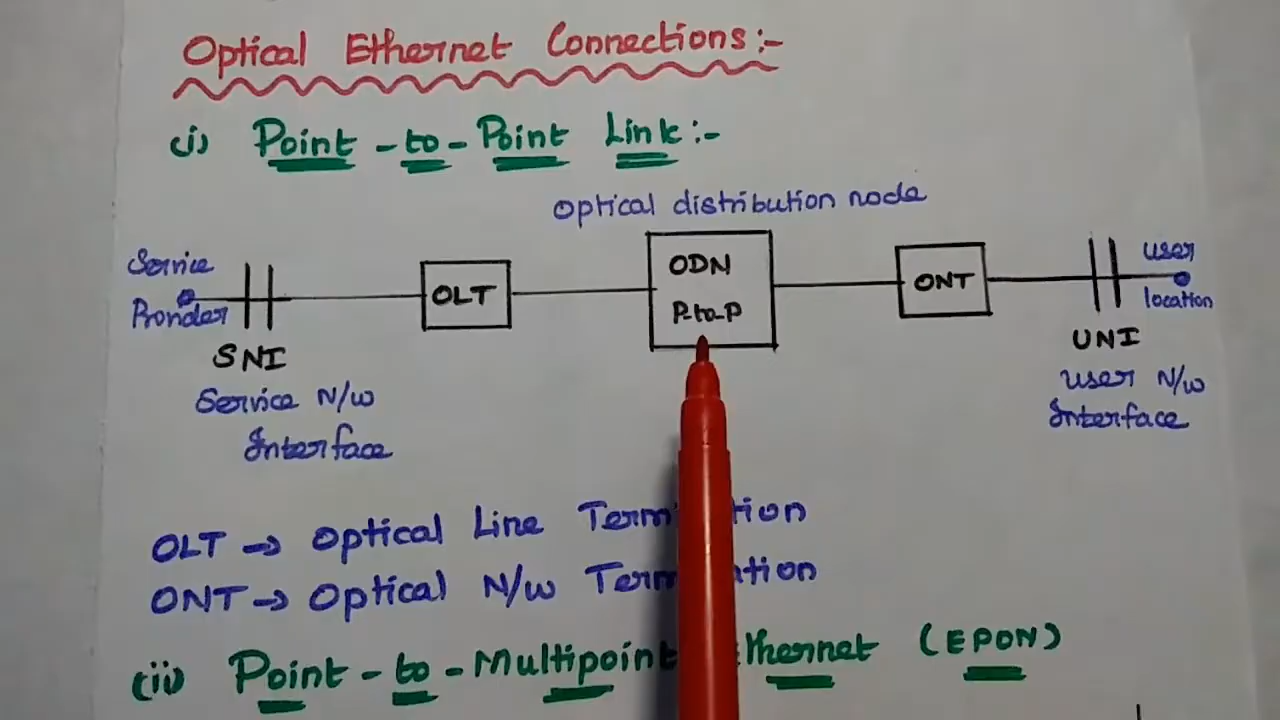 Optical Ethernet Connections:-
(i) Point-to-Point Link:-
Optical distribution node
Service
Provider
SNI
Service N/w
Interface
OLT
ODN
P-to-P
ONT
user
location
UNI
User N/w
Interface
OLT → Optical Line
ONT → Optical N/w
(ii) Point-to-Multipoint (EPON)